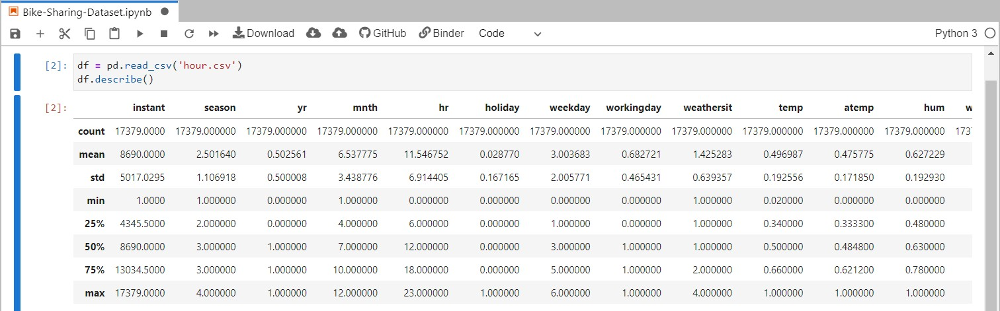 Bike-Sharing-Dataset.ipynb
Download GitHub Binder Code Python 3
[2]: df = pd.read_csv('hour.csv')
df.describe()
[2]: instant season yr mnth hr holiday weekday workingday weathersit temp atemp hum w
count 17379.0000 17379.000000 17379.000000 17379.000000 17379.000000 17379.000000 17379.000000 17379.000000 17379.000000 17379.000000 17379.000000 17379.000000 173
mean 8690.0000 2.501640 0.502561 6.537775 11.546752 0.028770 3.003683 0.682721 1.425283 0.496987 0.475775 0.627229
std 5017.0295 1.106918 0.500008 3.438776 6.914405 0.167165 2.005771 0.465431 0.639357 0.192556 0.171850 0.192930
min 1.0000 1.000000 0.000000 1.000000 0.000000 0.000000 0.000000 0.000000 1.000000 0.020000 0.000000 0.000000
25% 4345.5000 2.000000 0.000000 4.000000 6.000000 0.000000 1.000000 0.000000 1.000000 0.340000 0.333300 0.480000
50% 8690.0000 3.000000 1.000000 7.000000 12.000000 0.000000 3.000000 1.000000 1.000000 0.500000 0.484800 0.630000
75% 13034.5000 3.000000 1.000000 10.000000 18.000000 0.000000 5.000000 1.000000 2.000000 0.660000 0.621200 0.780000
max 17379.0000 4.000000 1.000000 12.000000 23.000000 1.000000 6.000000 1.000000 4.000000 1.000000 1.000000 1.000000